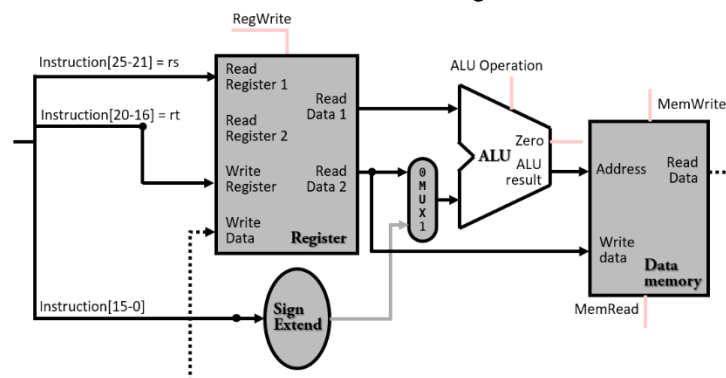 RegWrite
Instruction[25-21] = rs
Read
Register 1
Read
Data 1
Instruction[20-16] = rt
Read
Register 2
Write
Register
Read
Data 2
Write
Data
Register
Instruction[15-0]
Sign
Extend
0
M
U
X
1
ALU Operation
Zero
ALU
ALU
result
MemWrite
Address
Read
Data
Write
data
Data
memory
MemRead